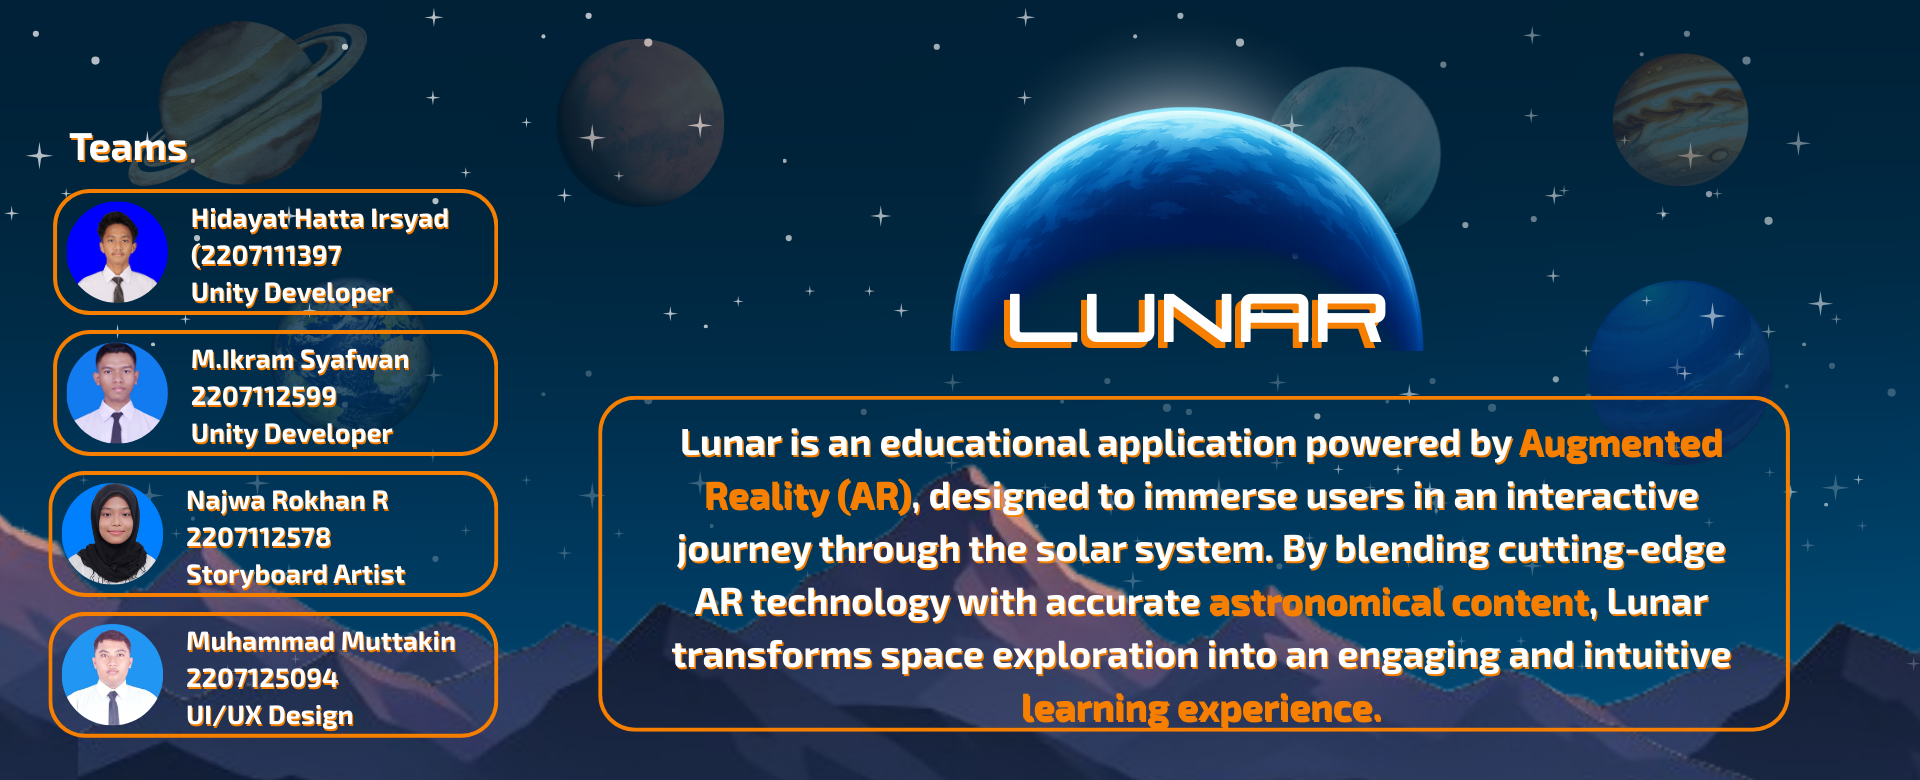 Teams
Hidayat Hatta Irsyad
(2207111397
Unity Developer
M.Ikram Syafwan
2207112599
Unity Developer
Najwa Rokhan R
2207112578
Storyboard Artist
Muhammad Muttakin
2207125094
UI/UX Design
LUNAR
Lunar is an educational application powered by Augmented
Reality (AR), designed to immerse users in an interactive
journey through the solar system. By blending cutting-edge
AR technology with accurate astronomical content, Lunar
transforms space exploration into an engaging and intuitive
learning experience.